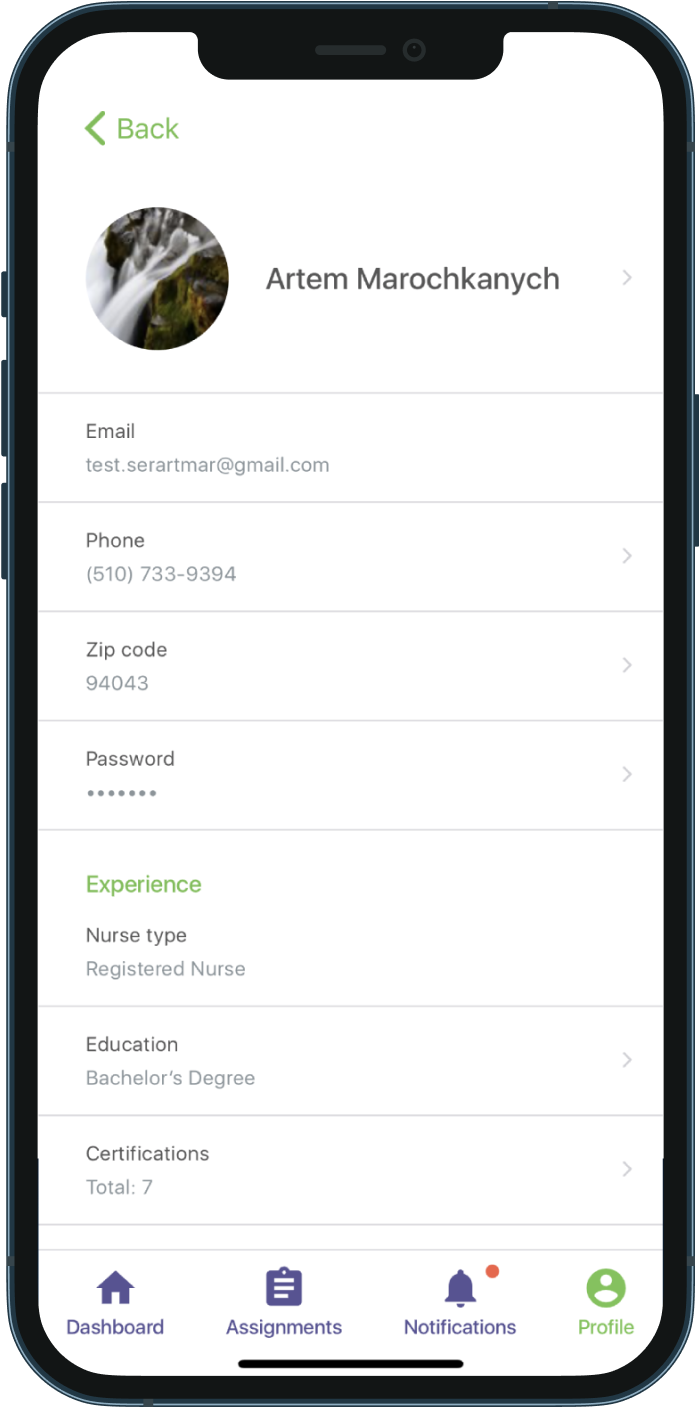 Back
Artem Marochkanych
Email
test.serartmar@gmail.com
Phone
(510) 733-9394
Zip code
94043
Password
•••••••
Experience
Nurse type
Registered Nurse
Education
Bachelor’s Degree
Certifications
Total: 7
Dashboard Assignments Notifications Profile